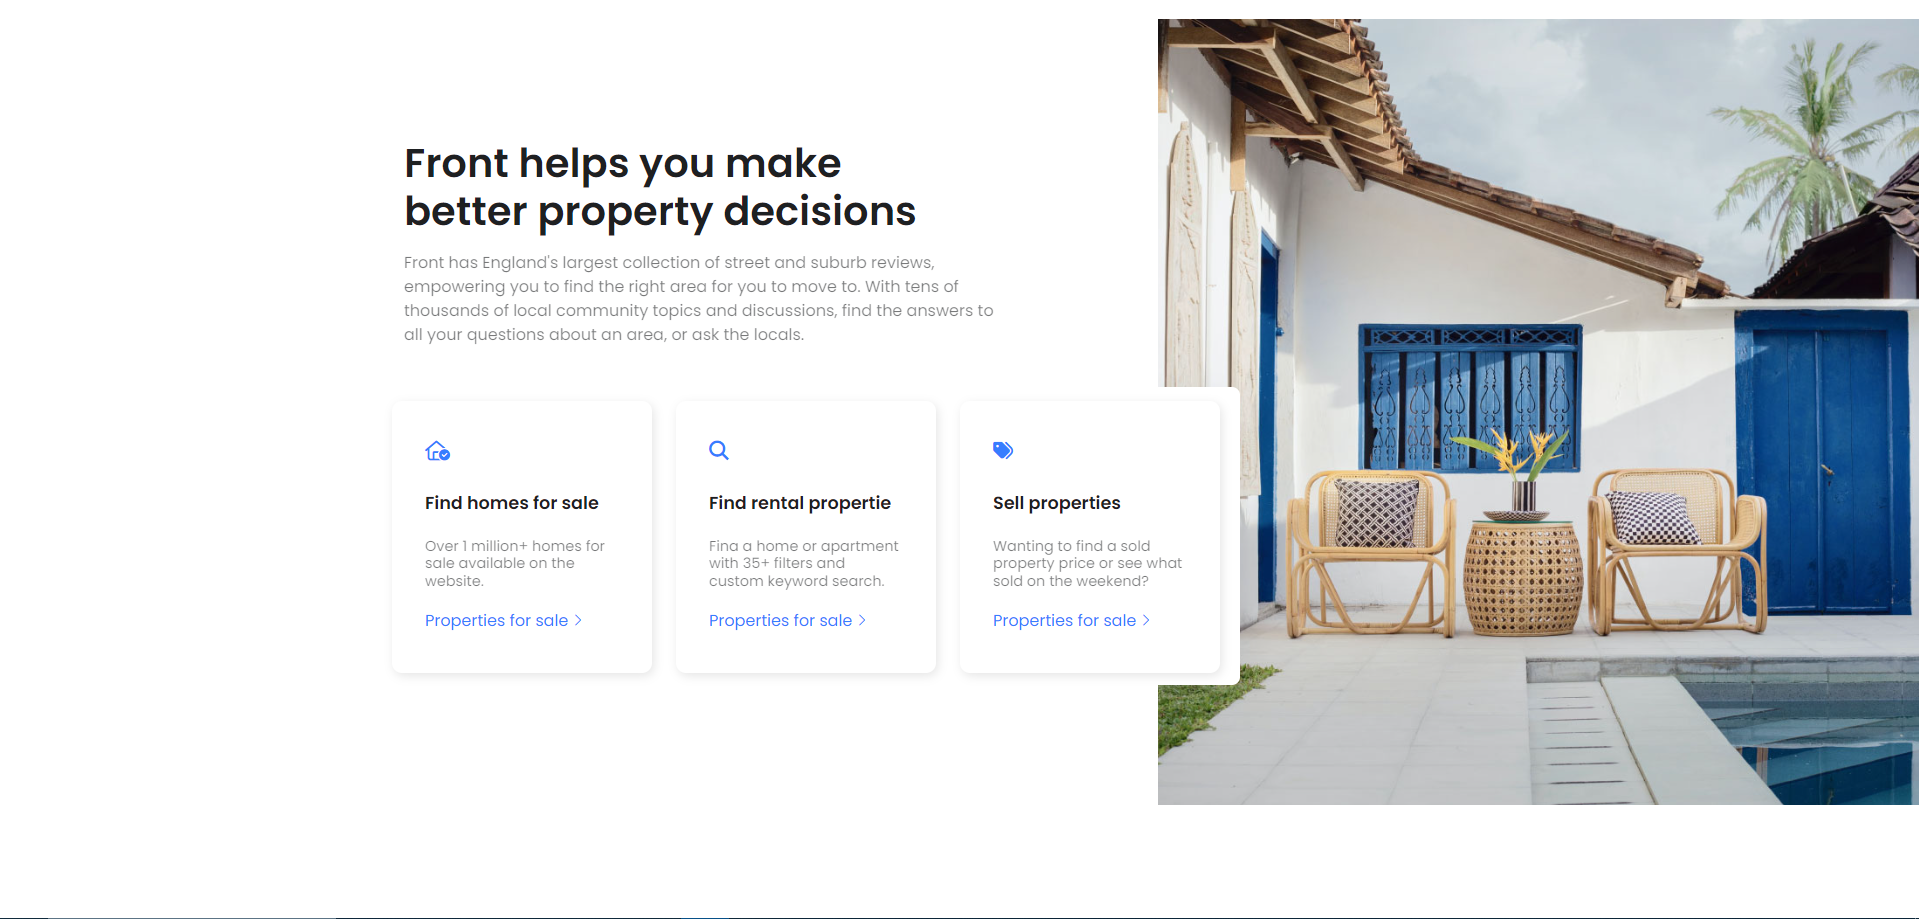 Front helps you make
better property decisions
Front has England's largest collection of street and suburb reviews,
empowering you to find the right area for you to move to. With tens of
thousands of local community topics and discussions, find the answers to
all your questions about an area, or ask the locals.
Find homes for sale
Over 1 million+ homes for
sale available on the
website.
Properties for sale
Find rental propertie
Fina a home or apartment
with 35+ filters and
custom keyword search.
Properties for sale
Sell properties
Wanting to find a sold
property price or see what
sold on the weekend?
Properties for sale